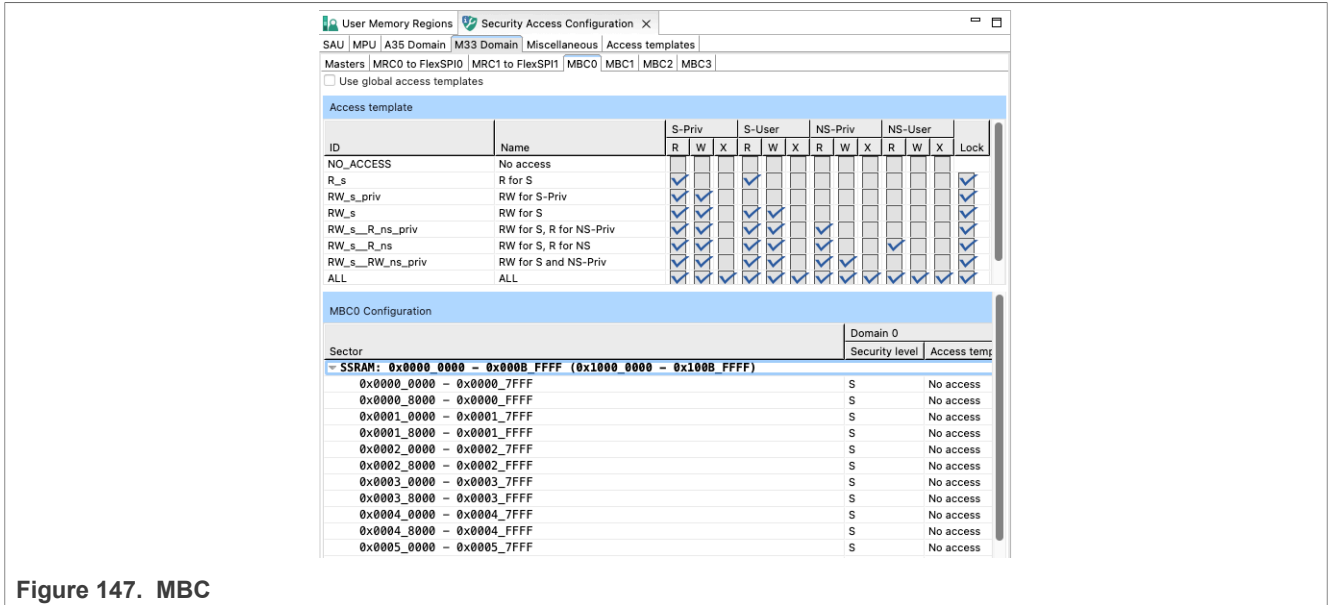 User Memory Regions Security Access Configuration X
SAU MPU A35 Domain M33 Domain Miscellaneous Access templates
Masters MRC0 to FlexSPI0 MRC1 to FlexSPI1 MBC0 MBC1 MBC2 MBC3
Use global access templates
Access template
S-Priv S-User NS-Priv NS-User
ID Name R W X R W X R W X R W X Lock
NO_ACCESS No access
R_s R for S
RW_s_priv RW for S-Priv
RW_s RW for S
RW_s__R_ns_priv RW for S, R for NS-Priv
RW_s__R_ns RW for S, R for NS
RW_s__RW_ns_priv RW for S and NS-Priv
ALL ALL
MBC0 Configuration
Domain 0
Sector Security level Access temp
SSRAM: 0x0000_0000 – 0x000B_FFFF (0x1000_0000 – 0x100B_FFFF)
0x0000_0000 – 0x0000_7FFF S No access
0x0000_8000 – 0x0000_FFFF S No access
0x0001_0000 – 0x0001_7FFF S No access
0x0001_8000 – 0x0001_FFFF S No access
0x0002_0000 – 0x0002_7FFF S No access
0x0002_8000 – 0x0002_FFFF S No access
0x0003_0000 – 0x0003_7FFF S No access
0x0003_8000 – 0x0003_FFFF S No access
0x0004_0000 – 0x0004_7FFF S No access
0x0004_8000 – 0x0004_FFFF S No access
0x0005_0000 – 0x0005_7FFF S No access
Figure 147. MBC